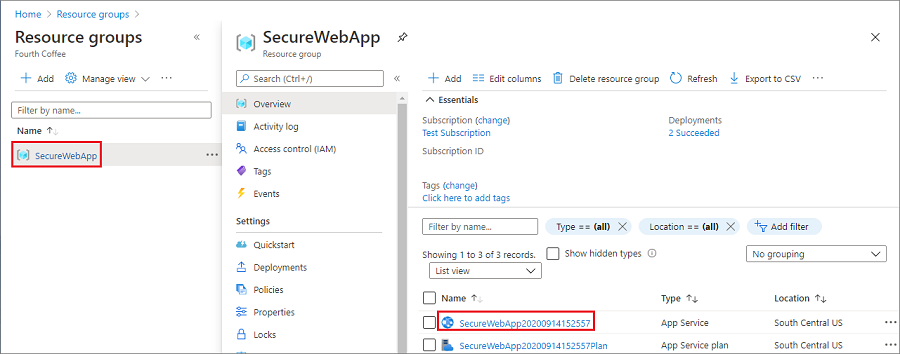 Home > Resource groups >
Resource groups
Fourth Coffee
Add Manage view
Filter by name...
Name
SecureWebApp
SecureWebApp
Resource group
Search (Ctrl+/)
Overview
Activity log
Access control (IAM)
Tags
Events
Settings
Quickstart
Deployments
Policies
Properties
Locks
Add Edit columns Delete resource group Refresh Export to CSV
Essentials
Subscription (change) Deployments
Test Subscription 2 Succeeded
Subscription ID
Tags (change)
Click here to add tags
Filter by name... Type == (all) Location == (all) Add filter
Showing 1 to 3 of 3 records. Show hidden types No grouping
List view
Name Type Location
SecureWebApp20200914152557 App Service South Central US
SecureWebApp20200914152557Plan App Service plan South Central US